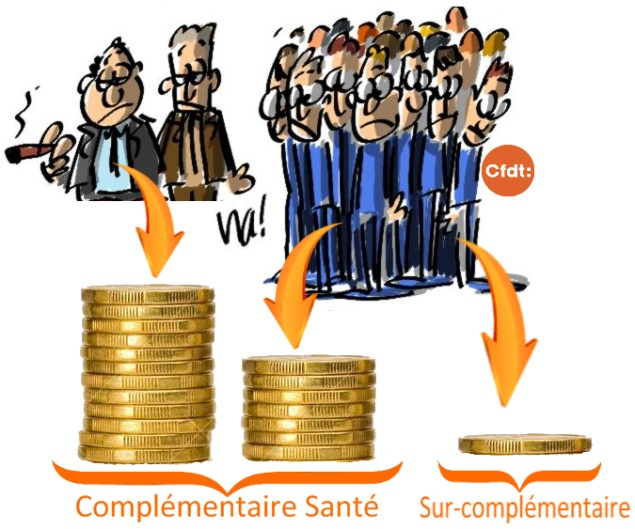 Cfdt:
Complémentaire Santé
Sur-complémentaire